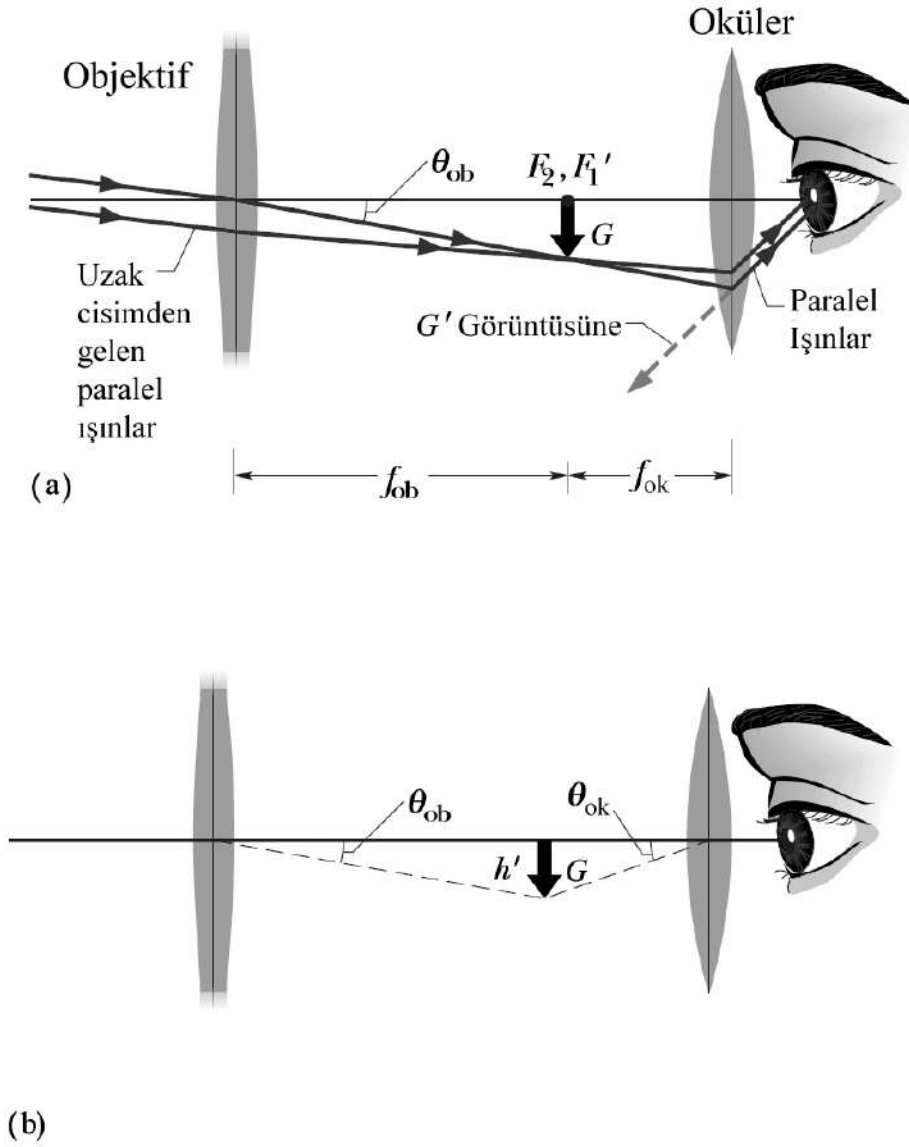 Oküler
Objektif
θob
F2, F1′
G
Uzak
cisimden
gelen
paralel
ışınlar
G′ Görüntüsüne
Paralel
Işınlar
(a)
fob
fok
θob
θok
h′
G
(b)